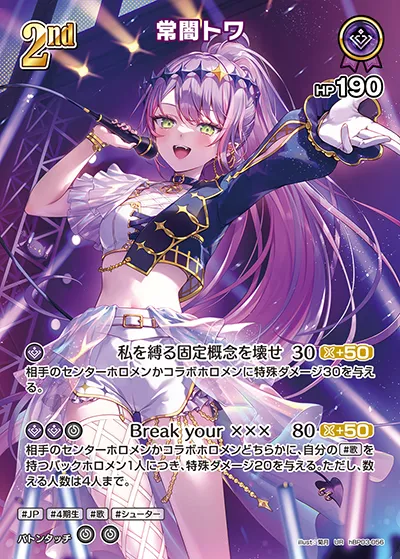 2nd
常闇トワ
HP190
私を縛る固定概念を壊せ 30 +50
相手のセンターホロメンかコラボホロメンに特殊ダメージ30を与え
る。
Break your ××× 80 +50
相手のセンターホロメンかコラボホロメンどちらかに、自分の#歌を
持つバックホロメン1人につき、特殊ダメージ20を与える。ただし、数
える人数は4人まで。
#JP #4期生 #歌 #シューター
バトンタッチ
illust: 菊月 UR hBP03-056